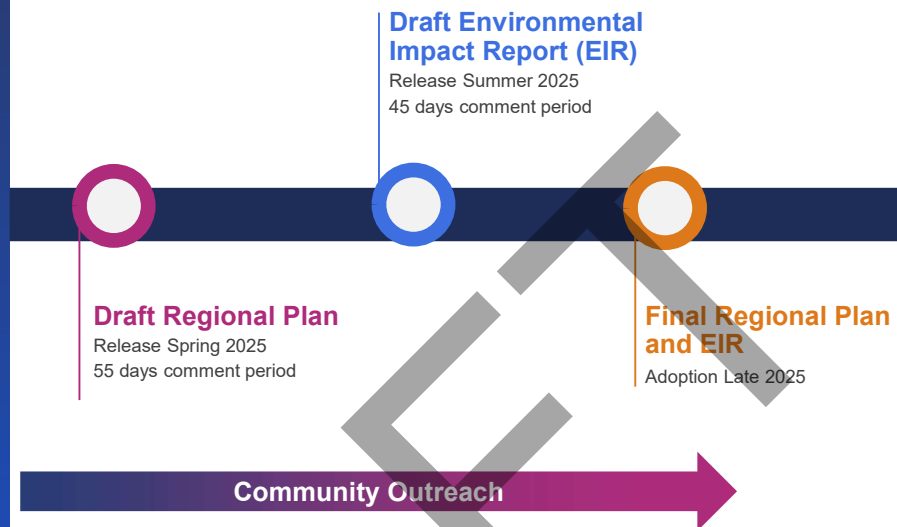 Draft Environmental
Impact Report (EIR)
Release Summer 2025
45 days comment period
Draft Regional Plan
Release Spring 2025
55 days comment period
Final Regional Plan
and EIR
Adoption Late 2025
Community Outreach